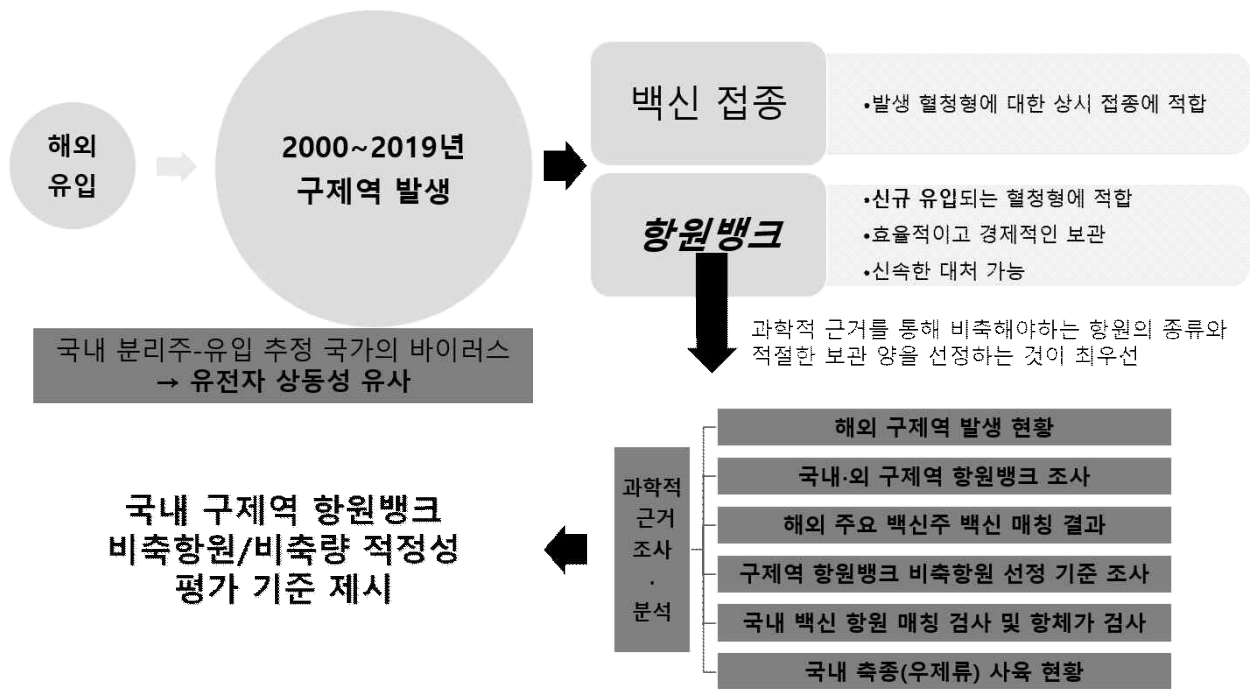 해외
유입
2000~2019년
구제역 발생
국내 분리주-유입 추정 국가의 바이러스
→ 유전자 상동성 유사
백신 접종
•발생 혈청형에 대한 상시 접종에 적합
항원뱅크
•신규 유입되는 혈청형에 적합
•효율적이고 경제적인 보관
•신속한 대처 가능
과학적 근거를 통해 비축해야하는 항원의 종류와
적절한 보관 양을 선정하는 것이 최우선
과학적
근거
조사
·
분석
해외 구제역 발생 현황
국내·외 구제역 항원뱅크 조사
해외 주요 백신주 백신 매칭 결과
구제역 항원뱅크 비축항원 선정 기준 조사
국내 백신 항원 매칭 검사 및 항체가 검사
국내 축종(우제류) 사육 현황
국내 구제역 항원뱅크
비축항원/비축량 적정성
평가 기준 제시